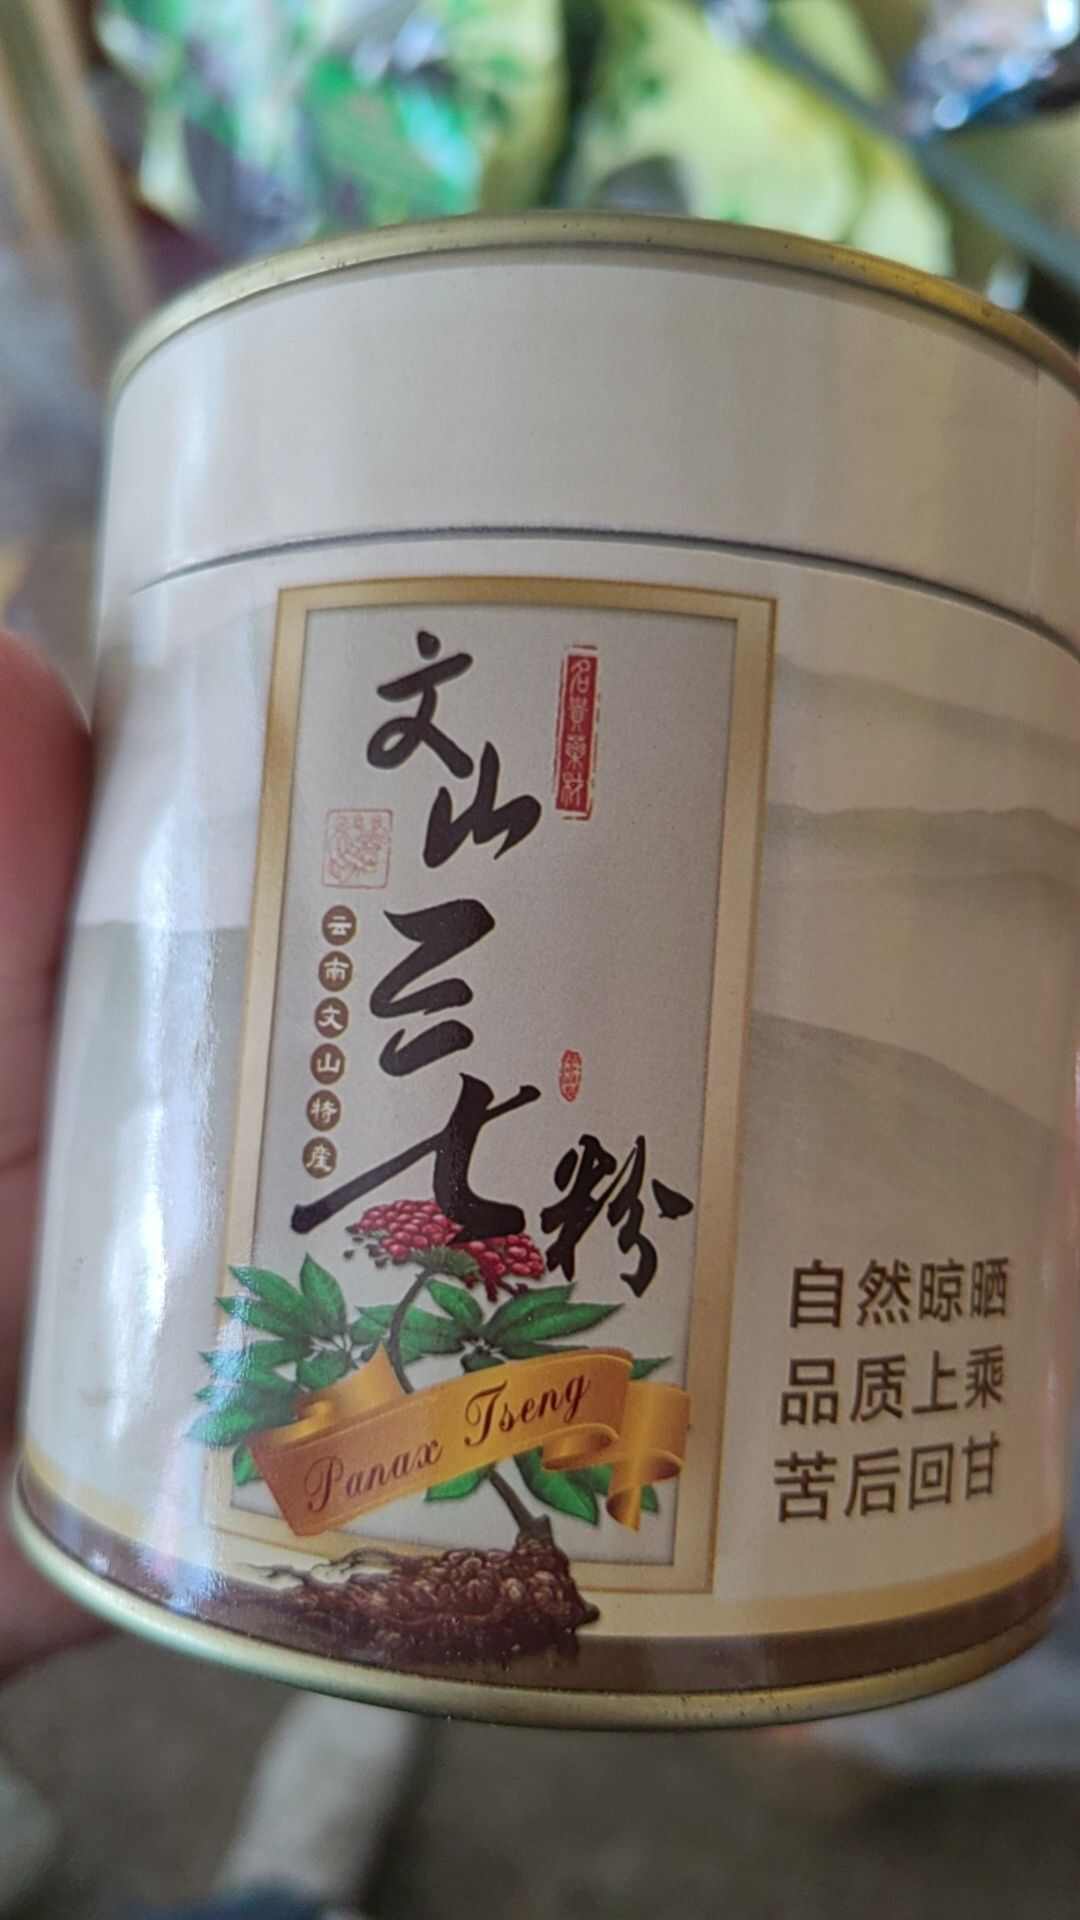 文山三七粉
名贵药材
云南文山特产
Panax Tseng
自然晾晒
品质上乘
苦后回甘